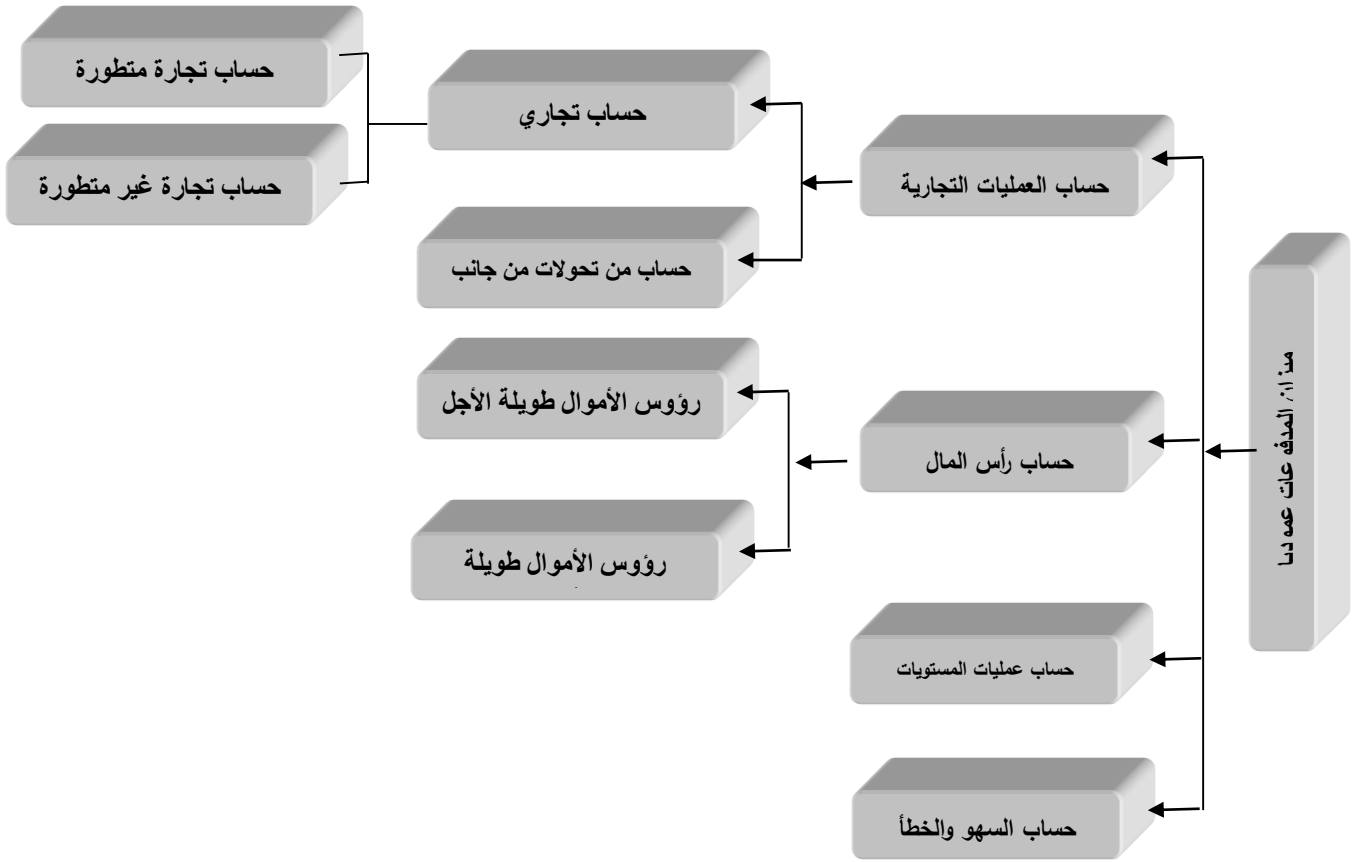 ميزان المدفوعات عموديا
حساب العمليات التجارية
حساب تجاري
حساب تجارة متطورة
حساب تجارة غير متطورة
حساب من تحولات من جانب
حساب رأس المال
رؤوس الأموال طويلة الأجل
رؤوس الأموال طويلة
حساب عمليات المستويات
حساب السهو والخطأ